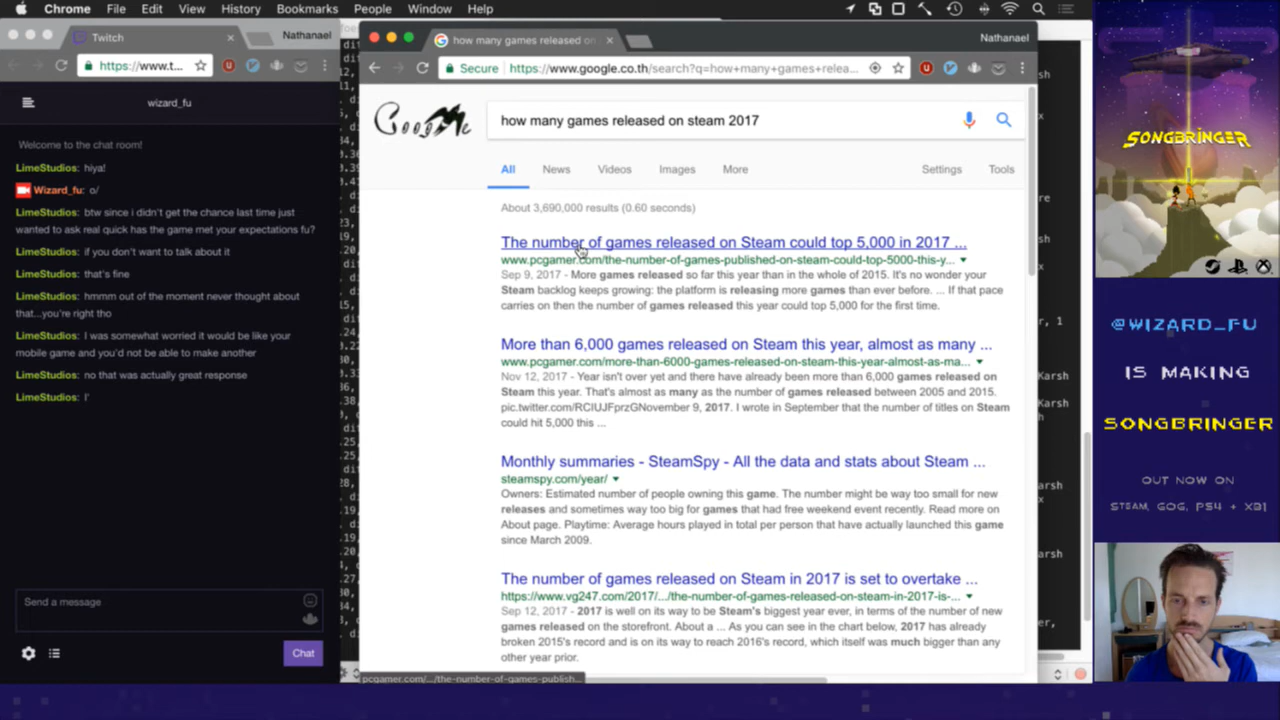 Chrome File Edit View History Bookmarks People Window Help
Twitch
Nathanael
https://www.t...
wizard_fu
Welcome to the chat room!
LimeStudios: hiya!
Wizard_fu: o/
LimeStudios: btw since i didn't get the chance last time just
wanted to ask real quick has the game met your expectations fu?
LimeStudios: if you don't want to talk about it
LimeStudios: that's fine
LimeStudios: hmmm out of the moment never thought about
that...you're right tho
LimeStudios: I was somewhat worried it would be like your
mobile game and you'd not be able to make another
LimeStudios: no that was actually great response
LimeStudios: I'
Send a message
Chat
how many games released on
Nathanael
Secure https://www.google.co.th/search?q=how+many+games+relea...
how many games released on steam 2017
All News Videos Images More Settings Tools
About 3,690,000 results (0.60 seconds)
The number of games released on Steam could top 5,000 in 2017 ...
www.pcgamer.com/the-number-of-games-published-on-steam-could-top-5000-this-y...
Sep 9, 2017 - More games released so far this year than in the whole of 2015. It's no wonder your
Steam backlog keeps growing: the platform is releasing more games than ever before. ... If that pace
carries on then the number of games released this year could top 5,000 for the first time.
More than 6,000 games released on Steam this year, almost as many ...
www.pcgamer.com/more-than-6000-games-released-on-steam-this-year-almost-as-ma...
Nov 12, 2017 - Year isn't over yet and there have already been more than 6,000 games released on
Steam this year. That's almost as many as the number of games released between 2005 and 2015.
pic.twitter.com/RCIUJFprzGNovember 9, 2017. I wrote in September that the number of titles on Steam
could hit 5,000 this ...
Monthly summaries - SteamSpy - All the data and stats about Steam ...
steamspy.com/year/
Owners: Estimated number of people owning this game. The number might be way too small for new
releases and sometimes way too big for games that had free weekend event recently. Read more on
About page. Playtime: Average hours played in total per person that have actually launched this game
since March 2009.
The number of games released on Steam in 2017 is set to overtake ...
https://www.vg247.com/2017/.../the-number-of-games-released-on-steam-in-2017-is-...
Sep 12, 2017 - 2017 is well on its way to be Steam's biggest year ever, in terms of the number of new
games released on the storefront. About a ... As you can see in the chart below, 2017 has already
broken 2015's record and is on its way to reach 2016's record, which itself was much bigger than any
other year prior.
pcgamer.com/.../the-number-of-games-publish...
Karsh
Karsh
Karsh
SONGBRINGER
@WIZARD_FU
IS MAKING
SONGBRINGER
OUT NOW ON
STEAM, GOG, PS4 + XB1